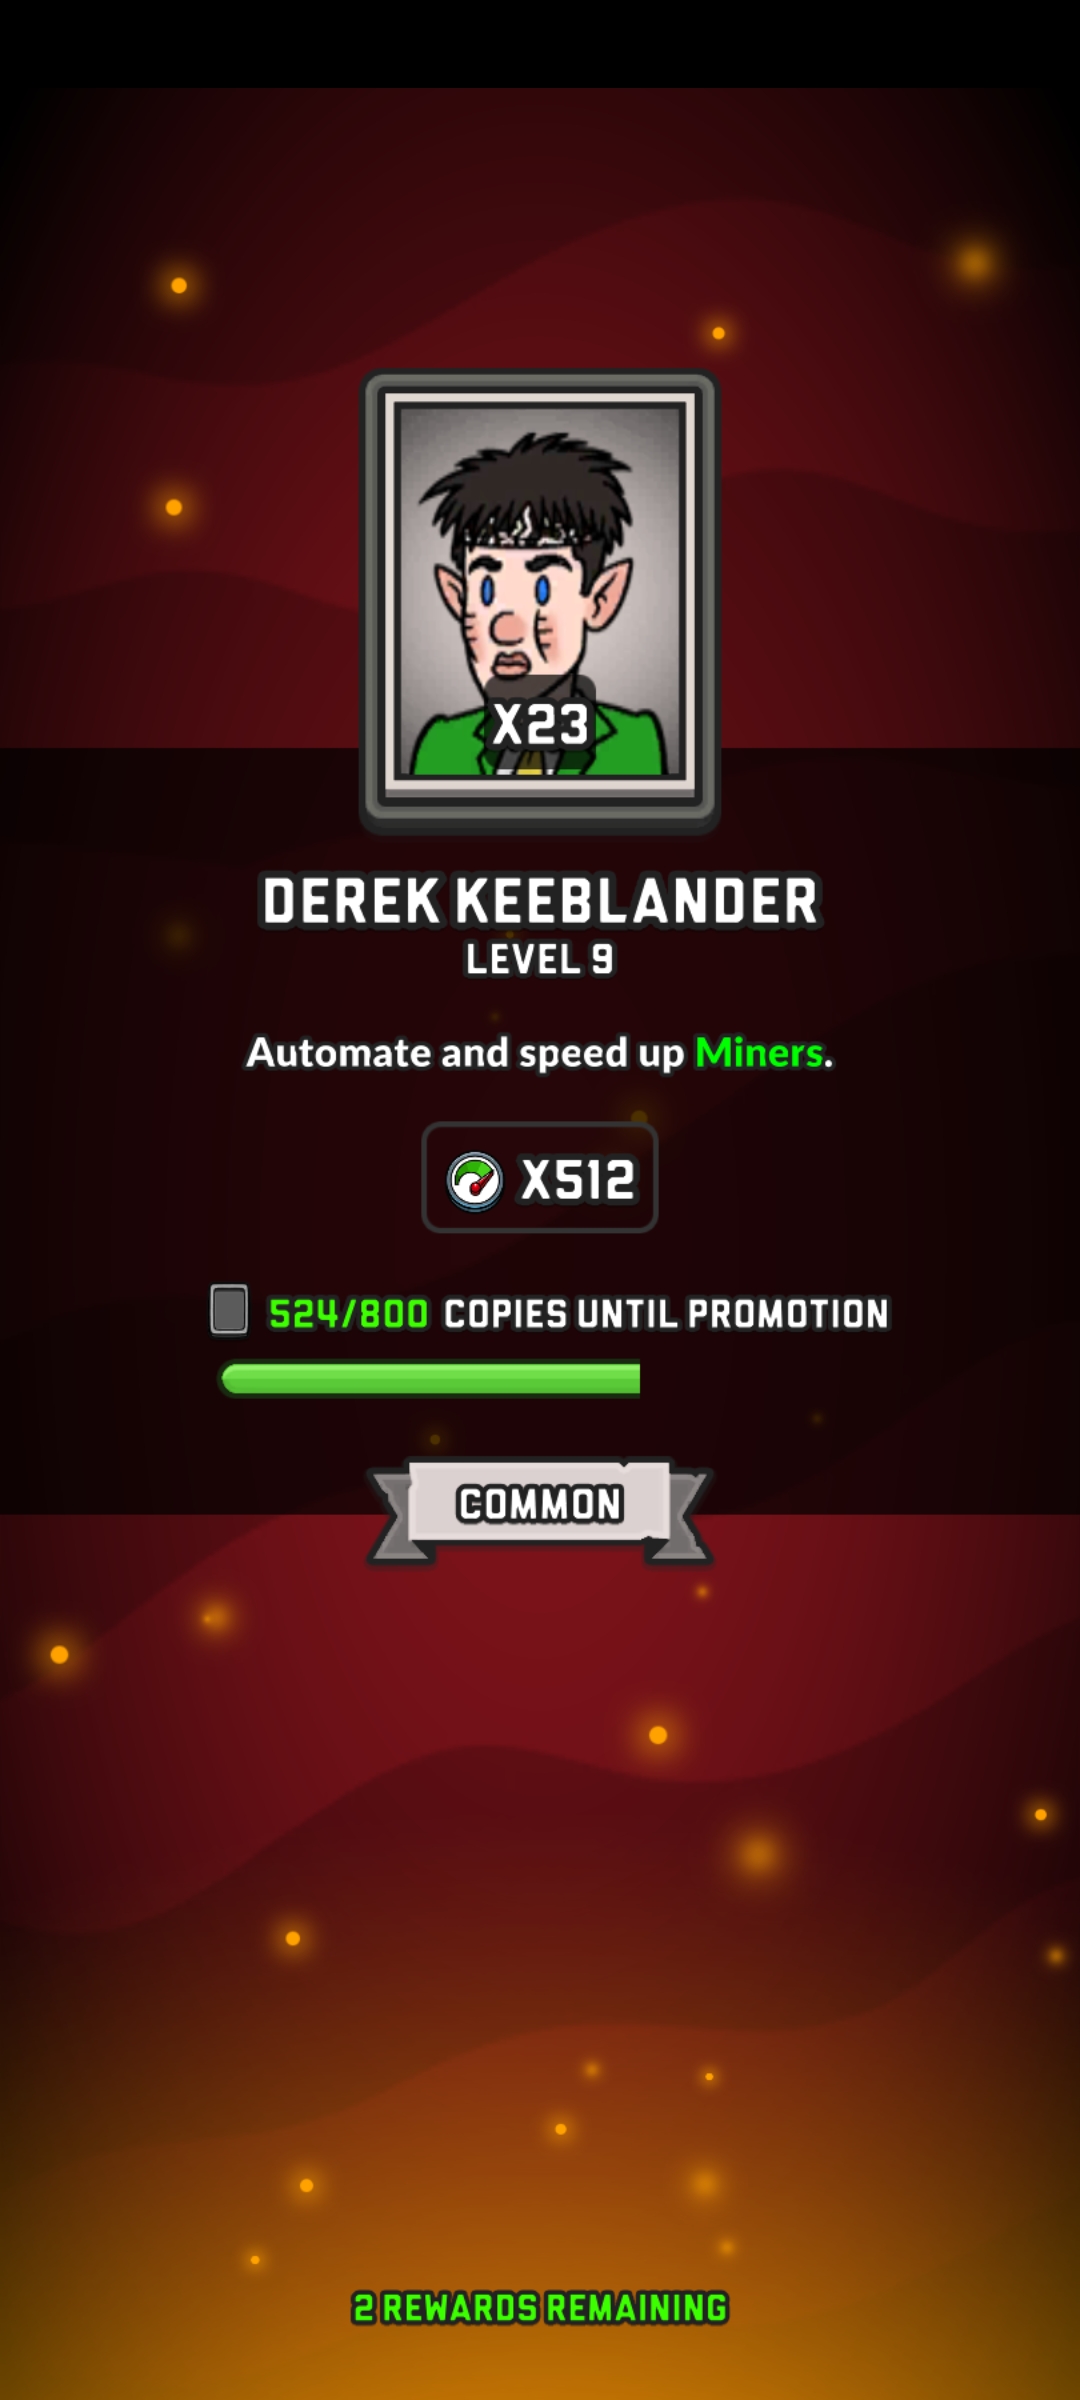 X23
DEREK KEEBLANDER
LEVEL 9
Automate and speed up Miners.
X512
524/800 COPIES UNTIL PROMOTION
COMMON
2 REWARDS REMAINING